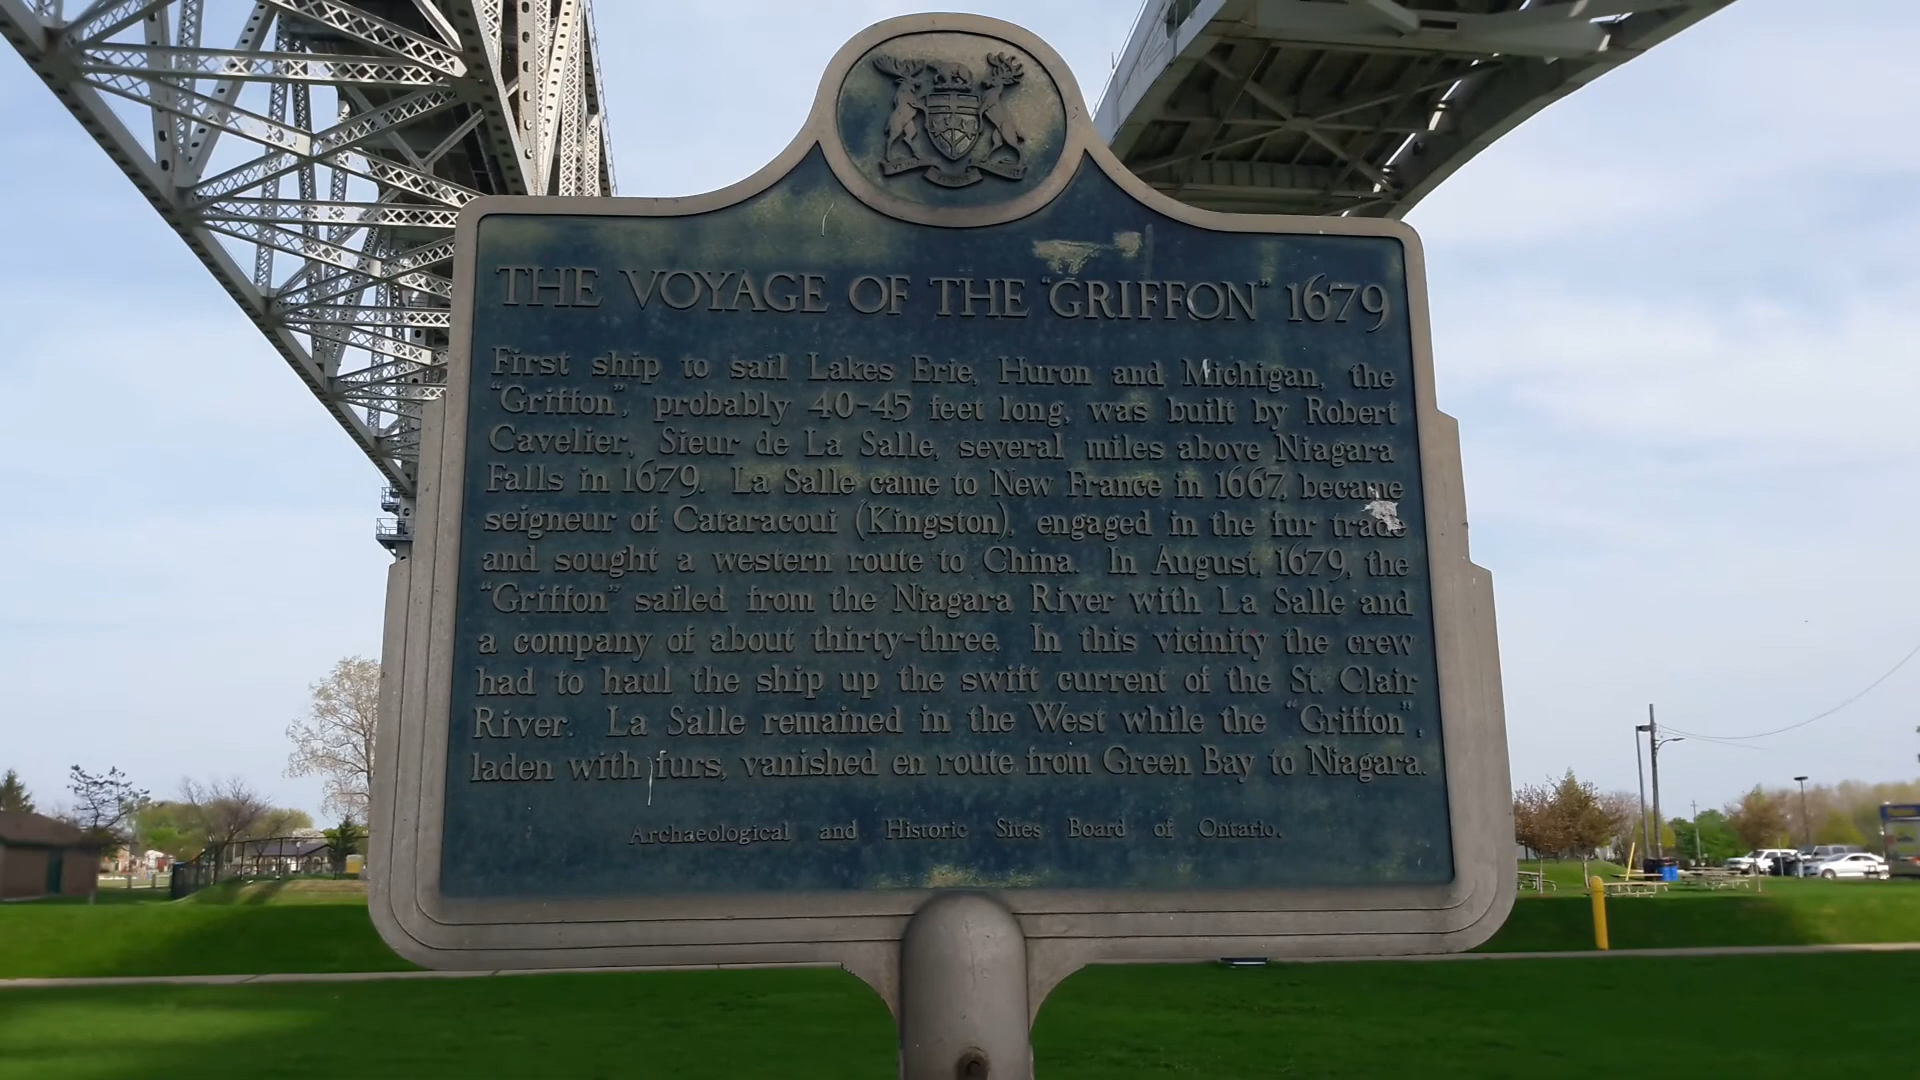 THE VOYAGE OF THE "GRIFFON" 1679
First ship to sail Lakes Erie, Huron and Michigan, the
"Griffon", probably 40-45 feet long, was built by Robert
Cavelier, Sieur de La Salle, several miles above Niagara
Falls in 1679. La Salle came to New France in 1667, became
seigneur of Cataracoui (Kingston), engaged in the fur trade
and sought a western route to China. In August, 1679, the
"Griffon" sailed from the Niagara River with La Salle and
a company of about thirty-three. In this vicinity the crew
had to haul the ship up the swift current of the St. Clair
River. La Salle remained in the West while the "Griffon",
laden with furs, vanished en route from Green Bay to Niagara.
Archaeological and Historic Sites Board of Ontario.